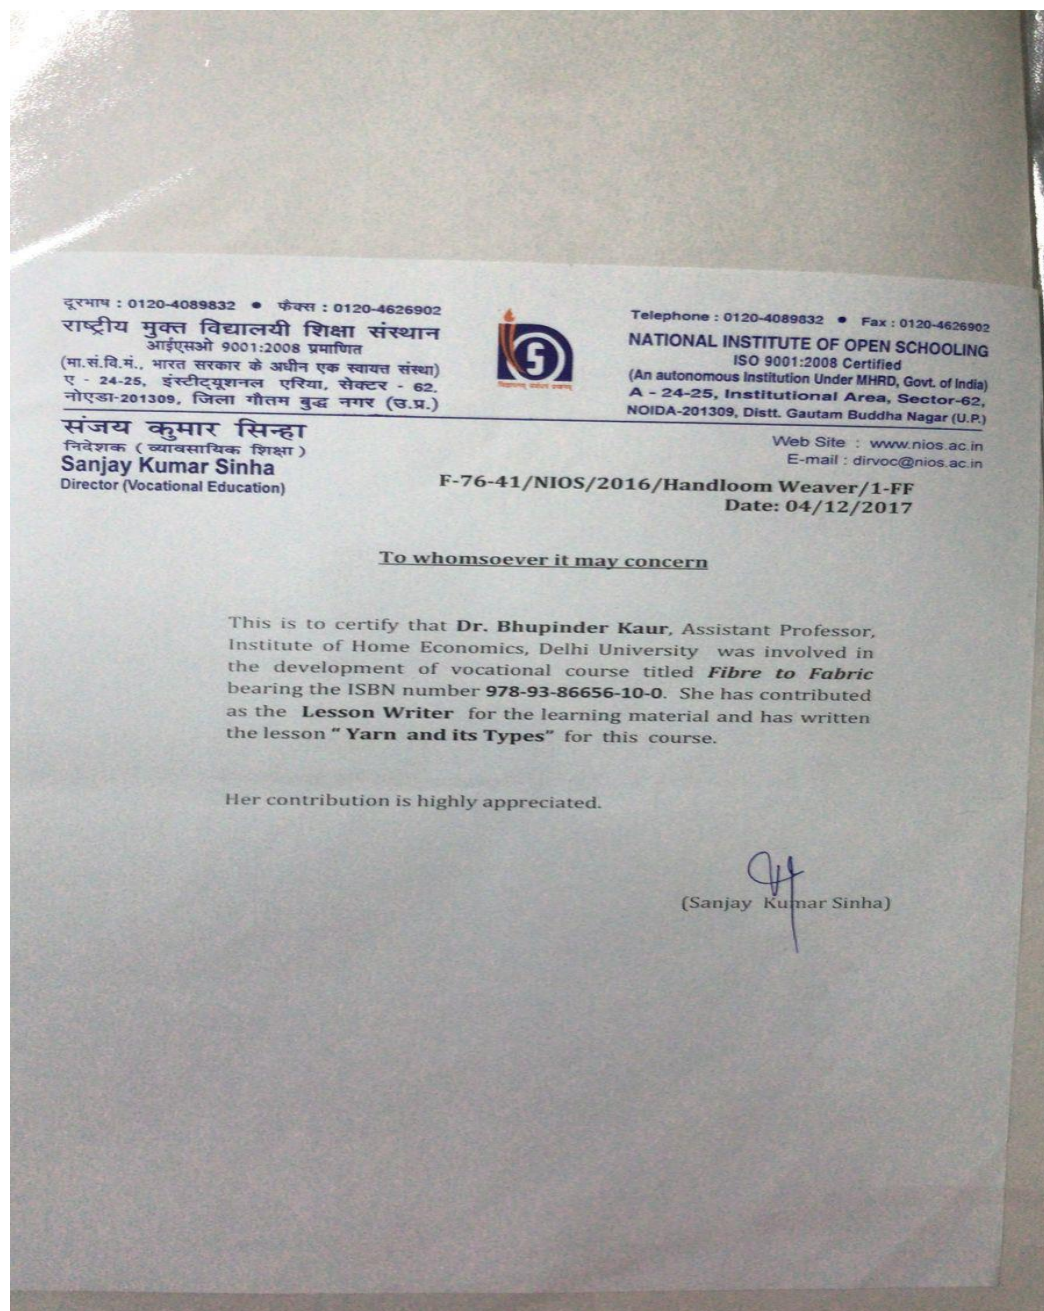 दूरभाष : 0120-4089832 ● फैक्स : 0120-4626902
राष्ट्रीय मुक्त विद्यालयी शिक्षा संस्थान
आईएसओ 9001:2008 प्रमाणित
(मा.सं.वि.मं., भारत सरकार के अधीन एक स्वायत्त संस्था)
ए - 24-25, इंस्टीट्यूशनल एरिया, सेक्टर - 62,
नोएडा-201309, जिला गौतम बुद्ध नगर (उ.प्र.)
Telephone : 0120-4089832 ● Fax : 0120-4626902
NATIONAL INSTITUTE OF OPEN SCHOOLING
ISO 9001:2008 Certified
(An autonomous Institution Under MHRD, Govt. of India)
A - 24-25, Institutional Area, Sector-62,
NOIDA-201309, Distt. Gautam Buddha Nagar (U.P.)
संजय कुमार सिन्हा
निदेशक ( व्यावसायिक शिक्षा )
Sanjay Kumar Sinha
Director (Vocational Education)
Web Site : www.nios.ac.in
E-mail : dirvoc@nios.ac.in
F-76-41/NIOS/2016/Handloom Weaver/1-FF
Date: 04/12/2017
To whomsoever it may concern
This is to certify that Dr. Bhupinder Kaur, Assistant Professor,
Institute of Home Economics, Delhi University was involved in
the development of vocational course titled Fibre to Fabric
bearing the ISBN number 978-93-86656-10-0. She has contributed
as the Lesson Writer for the learning material and has written
the lesson “ Yarn and its Types” for this course.
Her contribution is highly appreciated.
(Sanjay Kumar Sinha)